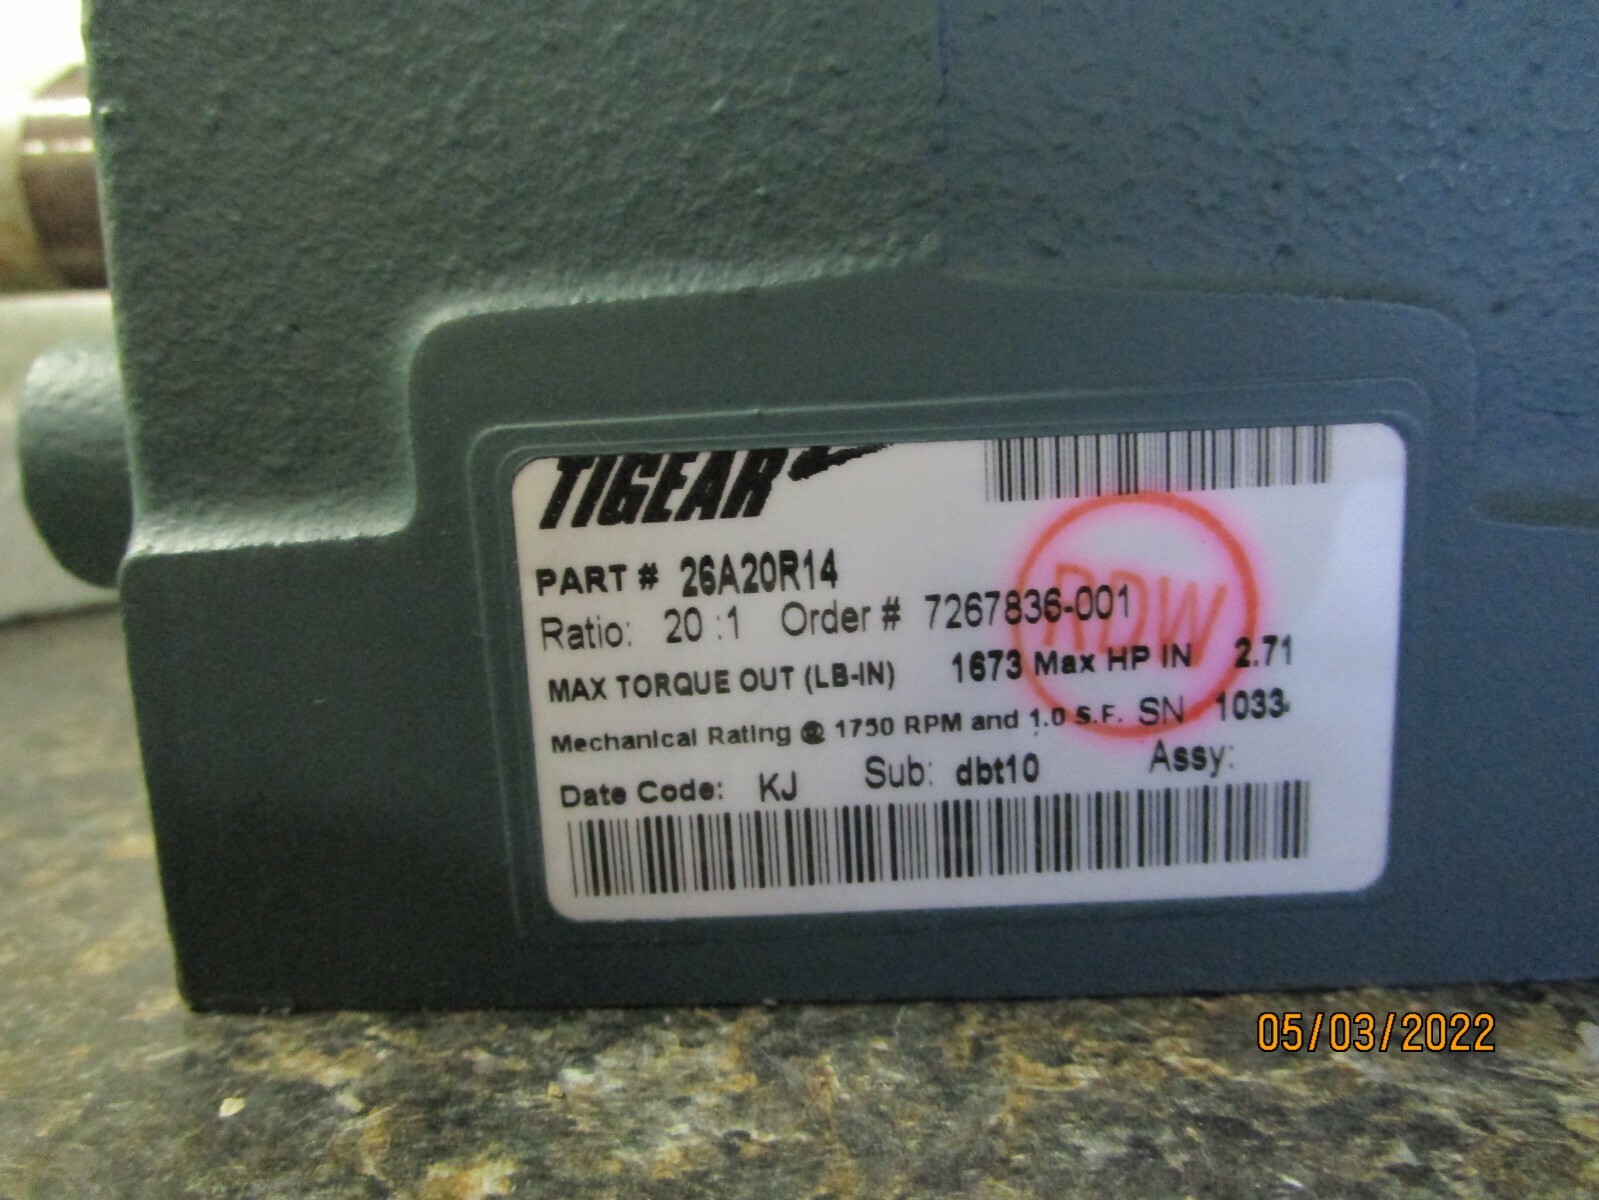 TIGEAR
PART # 26A20R14
Ratio: 20 :1 Order # 7267836-001
MAX TORQUE OUT (LB-IN) 1673 Max HP IN 2.71
Mechanical Rating @ 1750 RPM and 1.0 S.F. SN 1033
Date Code: KJ Sub: dbt10 Assy:
RDW
05/03/2022